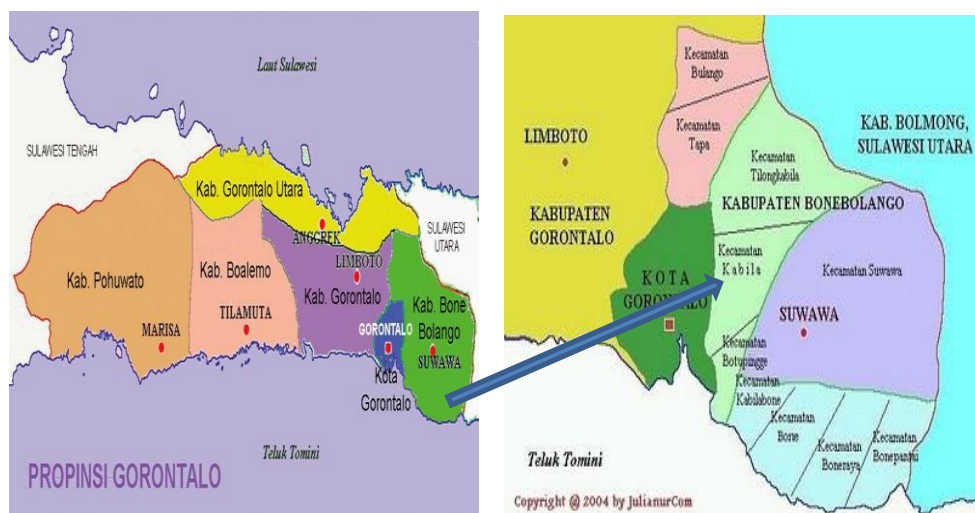 Laut Sulawesi
SULAWESI TENGAH
Kab. Gorontalo Utara
ANGGREK
SULAWESI
UTARA
LIMBOTO
Kab. Pohuwato
Kab. Boalemo
Kab. Gorontalo
Kab. Bone
Bolango
TILAMUTA
MARISA
GORONTALO
SUWAWA
Kota
Gorontalo
Teluk Tomini
PROPINSI GORONTALO
Kecamatan
Bulango
Kecamatan
Tapa
LIMBOTO
KAB. BOLMONG,
SULAWESI UTARA
Kecamatan
Tilongkabila
KABUPATEN BONEBOLANGO
KABUPATEN
GORONTALO
Kecamatan
Kabila
KOTA
GORONTALO
Kecamatan Suwawa
SUWAWA
Kecamatan
Botupingge
Kecamatan
Kabilabone
Kecamatan
Bone
Kecamatan
Boneraya
Kecamatan
Bonepantai
Teluk Tomini
Copyright @ 2004 by JulianurCom